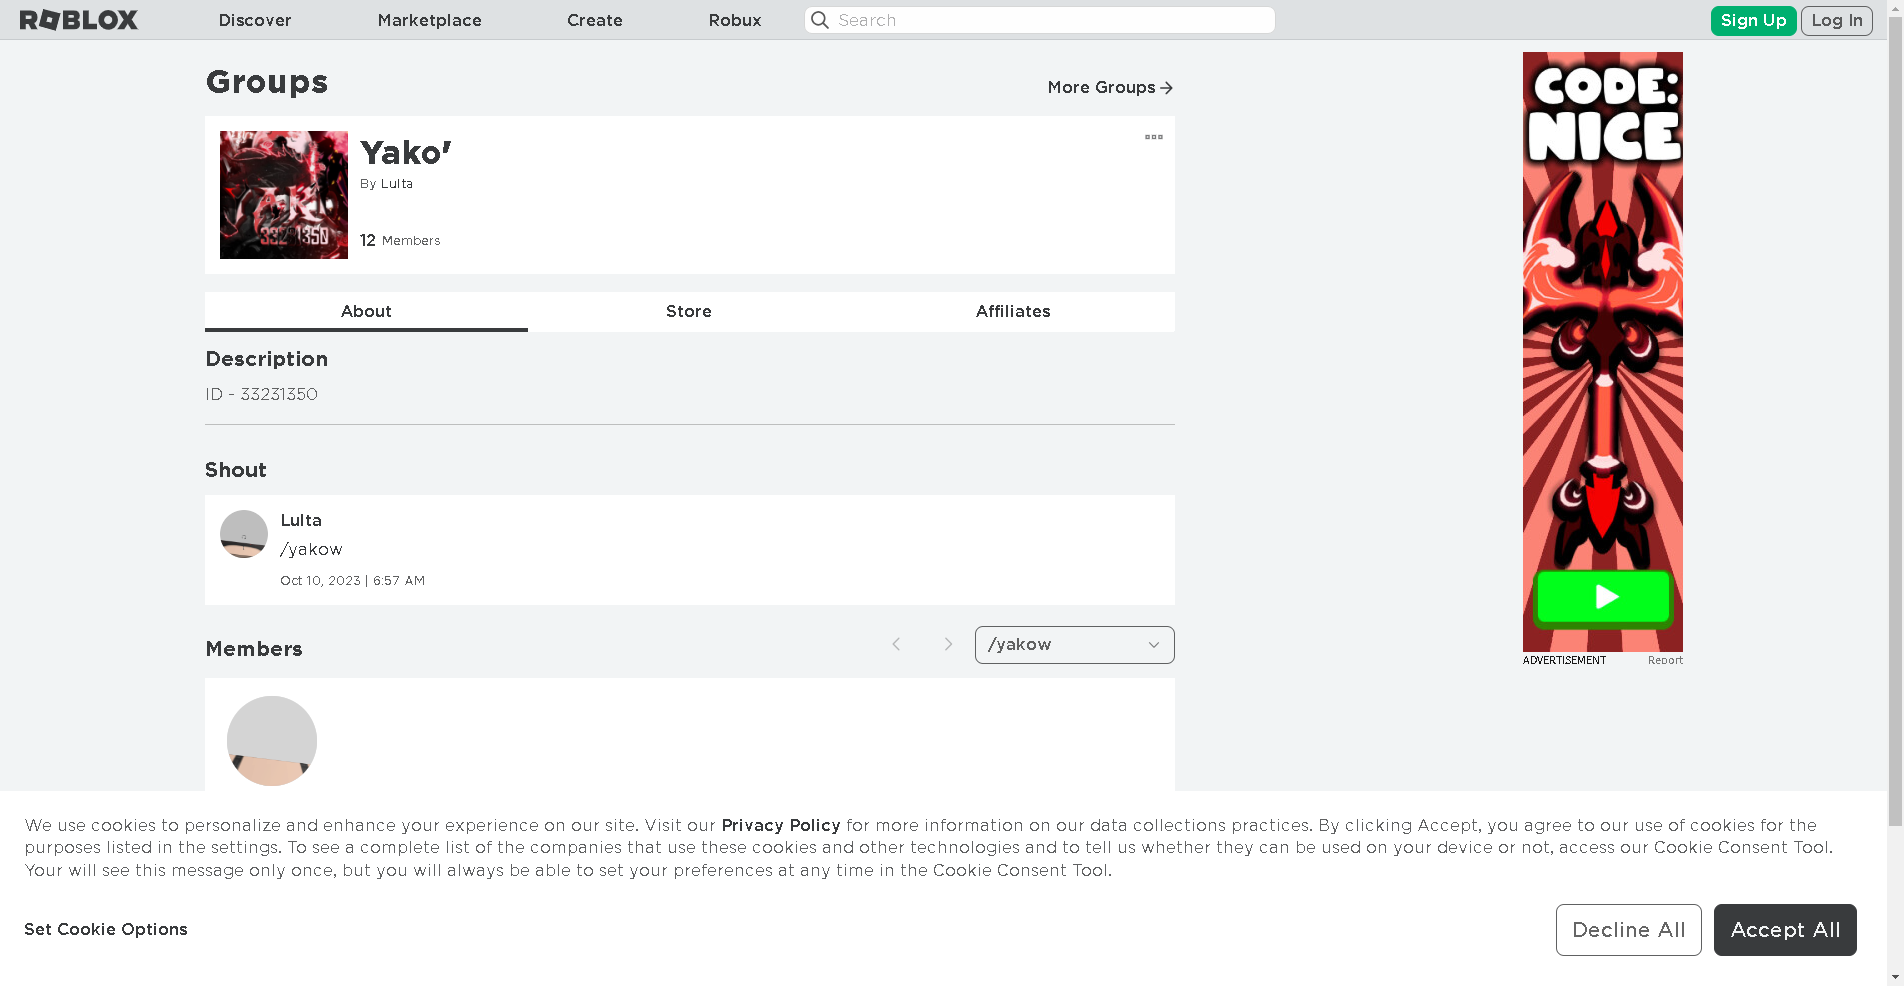 ROBLOX
Discover
Marketplace
Create
Robux
Search
Sign Up
Log In
Groups
More Groups
Yako'
By Lulta
12 Members
332 1350
About
Store
Affiliates
Description
ID - 33231350
Shout
Lulta
/yakow
Oct 10, 2023 | 6:57 AM
Members
/yakow
CODE:
NICE
ADVERTISEMENT
Report
We use cookies to personalize and enhance your experience on our site. Visit our Privacy Policy for more information on our data collections practices. By clicking Accept, you agree to our use of cookies for the
purposes listed in the settings. To see a complete list of the companies that use these cookies and other technologies and to tell us whether they can be used on your device or not, access our Cookie Consent Tool.
Your will see this message only once, but you will always be able to set your preferences at any time in the Cookie Consent Tool.
Set Cookie Options
Decline All
Accept All